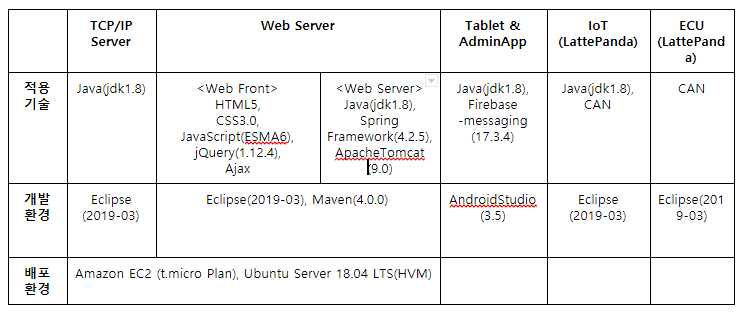 TCP/IP
Server
Web Server
Tablet &
AdminApp
IoT
(LattePanda)
ECU
(LattePand
a)
적용
기술
Java(jdk1.8)
<Web Front>
HTML5,
CSS3.0,
JavaScript(ESMA6),
jQuery(1.12.4),
Ajax
<Web Server>
Java(jdk1.8),
Spring
Framework(4.2.5),
ApacheTomcat
(9.0)
Java(jdk1.8),
Firebase
-messaging
(17.3.4)
Java(jdk1.8),
CAN
CAN
개발
환경
Eclipse
(2019-03)
Eclipse(2019-03), Maven(4.0.0)
AndroidStudio
(3.5)
Eclipse
(2019-03)
Eclipse(201
9-03)
배포
환경
Amazon EC2 (t.micro Plan), Ubuntu Server 18.04 LTS(HVM)